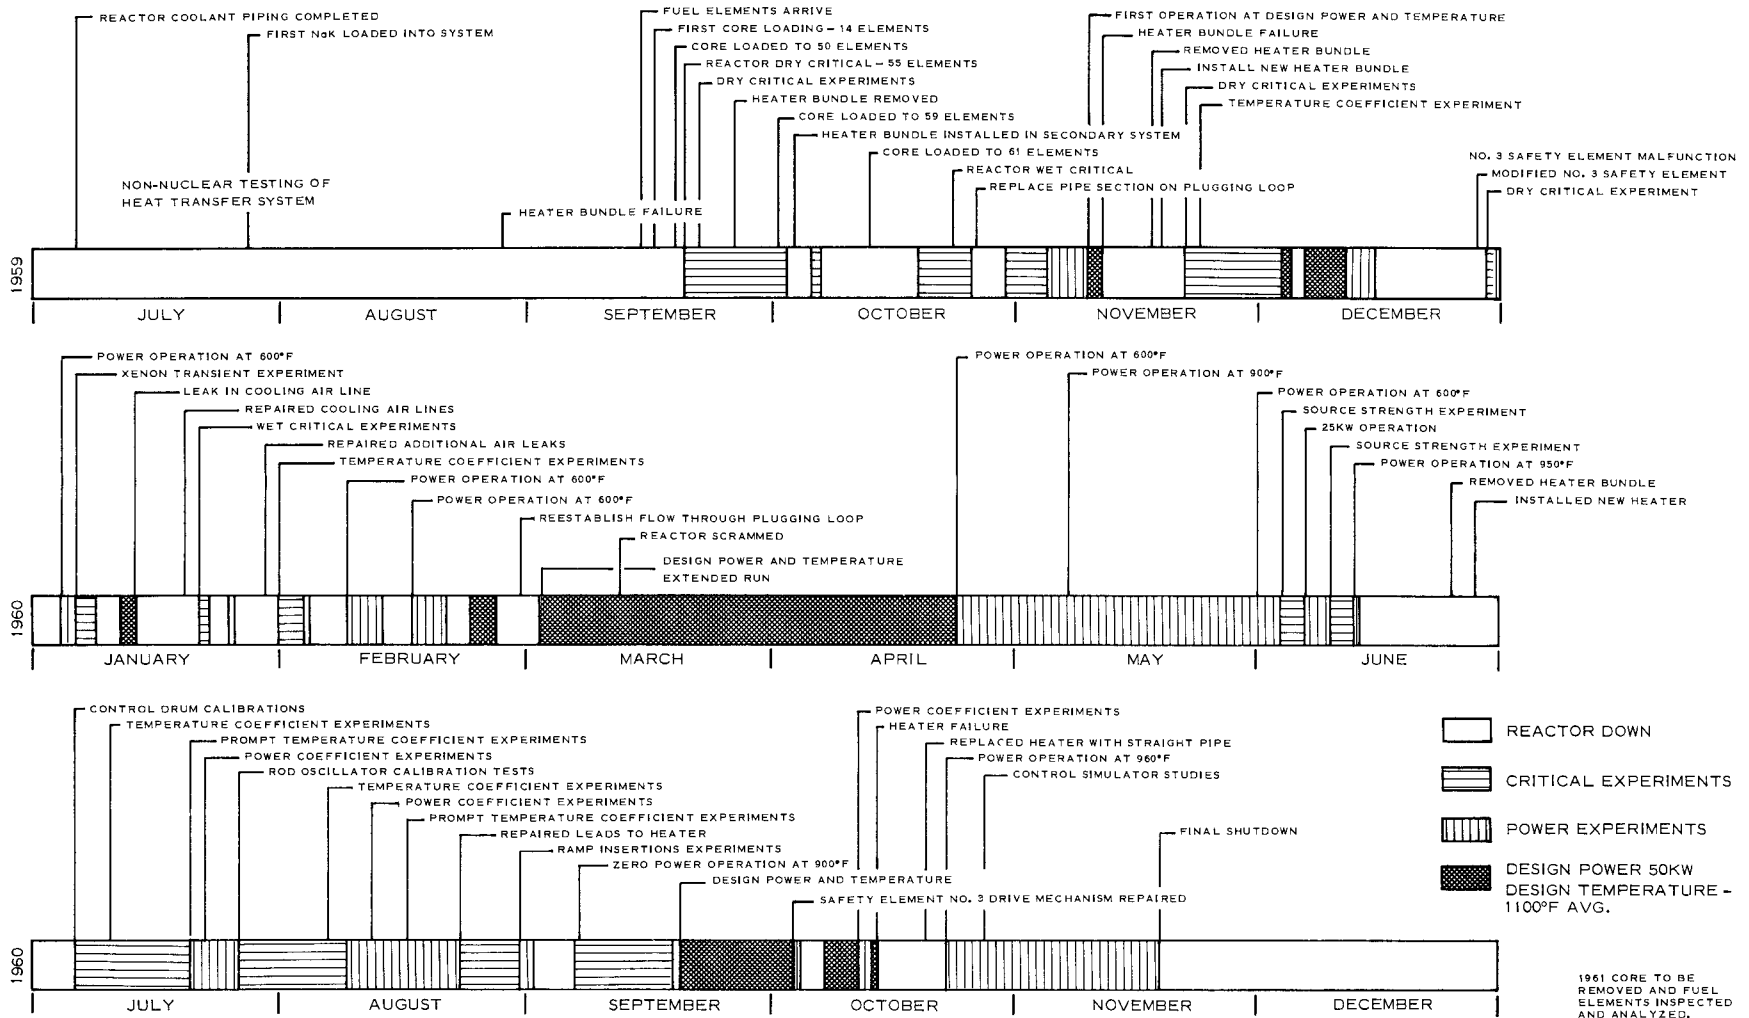 REACTOR COOLANT PIPING COMPLETED
FIRST NaK LOADED INTO SYSTEM
NON-NUCLEAR TESTING OF
HEAT TRANSFER SYSTEM
HEATER BUNDLE FAILURE
FUEL ELEMENTS ARRIVE
FIRST CORE LOADING – 14 ELEMENTS
CORE LOADED TO 50 ELEMENTS
REACTOR DRY CRITICAL – 55 ELEMENTS
DRY CRITICAL EXPERIMENTS
HEATER BUNDLE REMOVED
CORE LOADED TO 59 ELEMENTS
HEATER BUNDLE INSTALLED IN SECONDARY SYSTEM
CORE LOADED TO 61 ELEMENTS
REACTOR WET CRITICAL
REPLACE PIPE SECTION ON PLUGGING LOOP
FIRST OPERATION AT DESIGN POWER AND TEMPERATURE
HEATER BUNDLE FAILURE
REMOVED HEATER BUNDLE
INSTALL NEW HEATER BUNDLE
DRY CRITICAL EXPERIMENTS
TEMPERATURE COEFFICIENT EXPERIMENT
NO. 3 SAFETY ELEMENT MALFUNCTION
MODIFIED NO. 3 SAFETY ELEMENT
DRY CRITICAL EXPERIMENT
1959
JULY
AUGUST
SEPTEMBER
OCTOBER
NOVEMBER
DECEMBER
POWER OPERATION AT 600°F
XENON TRANSIENT EXPERIMENT
LEAK IN COOLING AIR LINE
REPAIRED COOLING AIR LINES
WET CRITICAL EXPERIMENTS
REPAIRED ADDITIONAL AIR LEAKS
TEMPERATURE COEFFICIENT EXPERIMENTS
POWER OPERATION AT 600°F
POWER OPERATION AT 600°F
REESTABLISH FLOW THROUGH PLUGGING LOOP
REACTOR SCRAMMED
DESIGN POWER AND TEMPERATURE
EXTENDED RUN
POWER OPERATION AT 600°F
POWER OPERATION AT 900°F
POWER OPERATION AT 600°F
SOURCE STRENGTH EXPERIMENT
25KW OPERATION
SOURCE STRENGTH EXPERIMENT
POWER OPERATION AT 950°F
REMOVED HEATER BUNDLE
INSTALLED NEW HEATER
1960
JANUARY
FEBRUARY
MARCH
APRIL
MAY
JUNE
CONTROL DRUM CALIBRATIONS
TEMPERATURE COEFFICIENT EXPERIMENTS
PROMPT TEMPERATURE COEFFICIENT EXPERIMENTS
POWER COEFFICIENT EXPERIMENTS
ROD OSCILLATOR CALIBRATION TESTS
TEMPERATURE COEFFICIENT EXPERIMENTS
POWER COEFFICIENT EXPERIMENTS
PROMPT TEMPERATURE COEFFICIENT EXPERIMENTS
REPAIRED LEADS TO HEATER
RAMP INSERTIONS EXPERIMENTS
ZERO POWER OPERATION AT 900°F
DESIGN POWER AND TEMPERATURE
SAFETY ELEMENT NO. 3 DRIVE MECHANISM REPAIRED
POWER COEFFICIENT EXPERIMENTS
HEATER FAILURE
REPLACED HEATER WITH STRAIGHT PIPE
POWER OPERATION AT 960°F
CONTROL SIMULATOR STUDIES
FINAL SHUTDOWN
1960
JULY
AUGUST
SEPTEMBER
OCTOBER
NOVEMBER
DECEMBER
REACTOR DOWN
CRITICAL EXPERIMENTS
POWER EXPERIMENTS
DESIGN POWER 50KW
DESIGN TEMPERATURE –
1100°F AVG.
1961 CORE TO BE
REMOVED AND FUEL
ELEMENTS INSPECTED
AND ANALYZED.